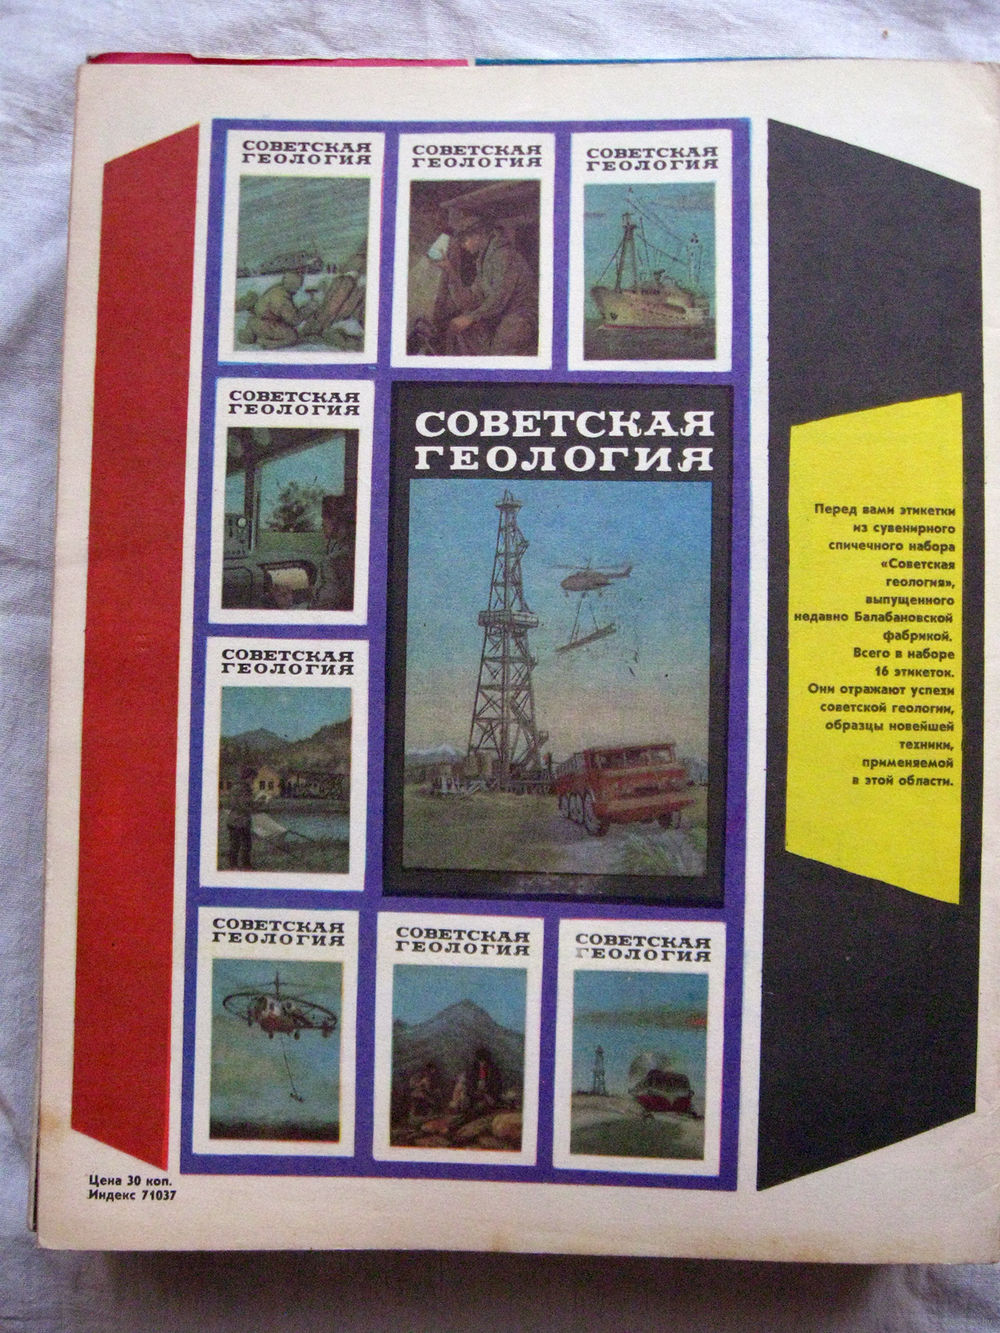 СОВЕТСКАЯ
ГЕОЛОГИЯ
СОВЕТСКАЯ
ГЕОЛОГИЯ
СОВЕТСКАЯ
ГЕОЛОГИЯ
СОВЕТСКАЯ
ГЕОЛОГИЯ
СОВЕТСКАЯ
ГЕОЛОГИЯ
СОВЕТСКАЯ
ГЕОЛОГИЯ
СОВЕТСКАЯ
ГЕОЛОГИЯ
СОВЕТСКАЯ
ГЕОЛОГИЯ
СОВЕТСКАЯ
ГЕОЛОГИЯ
Перед вами этикетки
из сувенирного
спичечного набора
«Советская
геология»,
выпущенного
недавно Балабановской
фабрикой.
Всего в наборе
16 этикеток.
Они отражают успехи
советской геологии,
образцы новейшей
техники,
применяемой
в этой области.
Цена 30 коп.
Индекс 71037